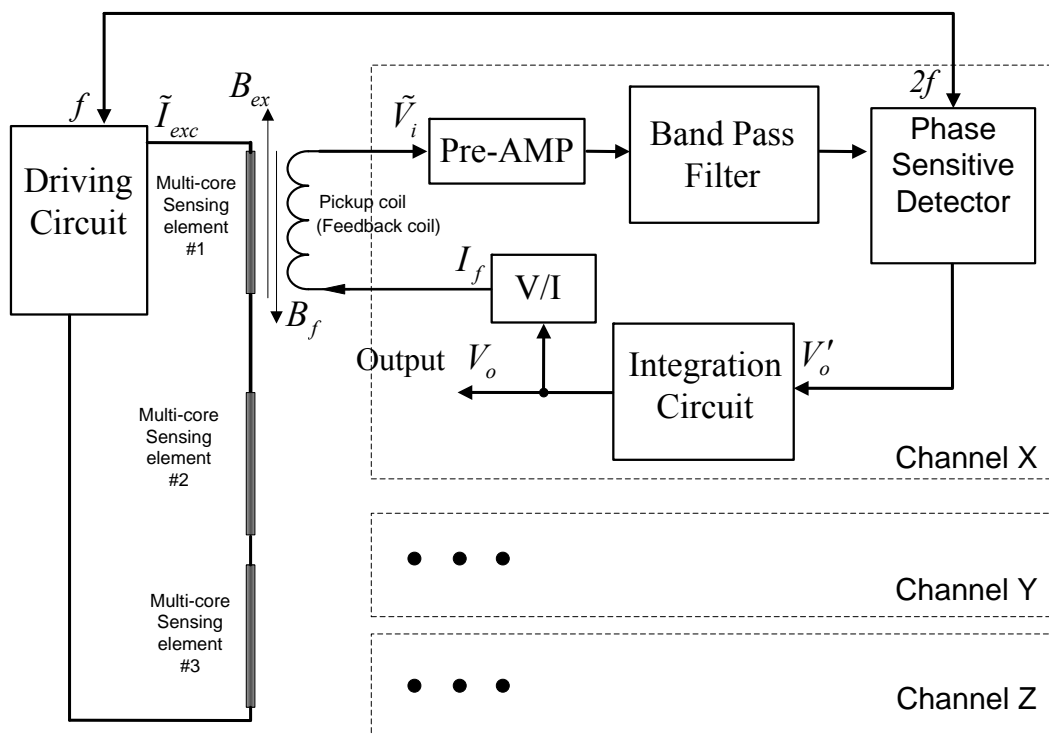 f
Ĩexc
Driving
Circuit
Multi-core
Sensing
element
#1
Multi-core
Sensing
element
#2
Multi-core
Sensing
element
#3
Bex
Bf
Pickup coil
(Feedback coil)
Ṽi
Pre-AMP
Band Pass
Filter
2f
Phase
Sensitive
Detector
If
V/I
Output Vo
Integration
Circuit
Vo′
Channel X
Channel Y
Channel Z